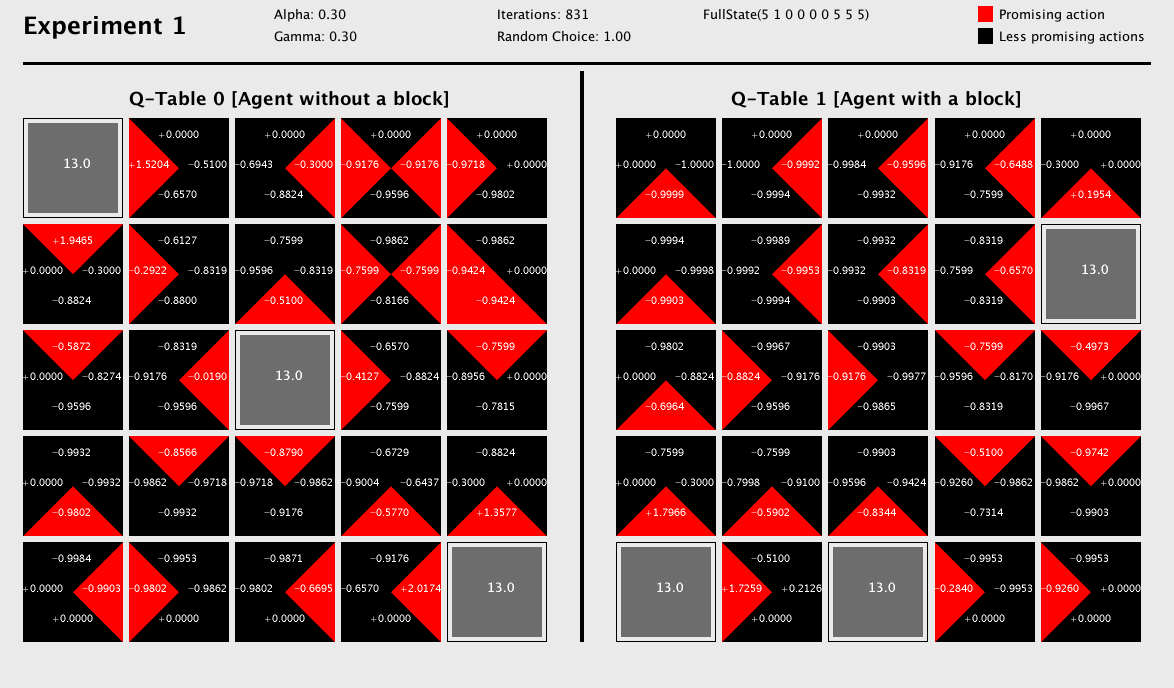 Experiment 1
Alpha: 0.30
Iterations: 831
FullState(5 1 0 0 0 0 5 5 5)
Promising action
Gamma: 0.30
Random Choice: 1.00
Less promising actions
Q-Table 0 [Agent without a block]
13.0
+0.0000 +0.0000 +0.0000 +0.0000
+1.5204 -0.5100 -0.6943 -0.3000 -0.9176 -0.9176 -0.9718 +0.0000
-0.6570 -0.8824 -0.9596 -0.9802
+1.9465 -0.6127 -0.7599 -0.9862 -0.9862
+0.0000 -0.3000 -0.2922 -0.8319 -0.9596 -0.8319 -0.7599 -0.7599 -0.9424 +0.0000
-0.8824 -0.8800 -0.5100 -0.8166 -0.9424
-0.5872 -0.8319 -0.6570 -0.7599
+0.0000 -0.8274 -0.9176 -0.0190 13.0 -0.4127 -0.8824 -0.8956 +0.0000
-0.9596 -0.9596 -0.7599 -0.7815
-0.9932 -0.8566 -0.8790 -0.6729 -0.8824
+0.0000 -0.9932 -0.9862 -0.9718 -0.9718 -0.9862 -0.9004 -0.6437 -0.3000 +0.0000
-0.9802 -0.9932 -0.9176 -0.5770 +1.3577
-0.9984 -0.9953 -0.9871 -0.9176
+0.0000 -0.9903 -0.9802 -0.9862 -0.9802 -0.6695 -0.6570 +2.0174 13.0
+0.0000 +0.0000 +0.0000 +0.0000
Q-Table 1 [Agent with a block]
+0.0000 +0.0000 +0.0000 +0.0000 +0.0000
+0.0000 -1.0000 -1.0000 -0.9992 -0.9984 -0.9596 -0.9176 -0.6488 -0.3000 +0.0000
-0.9999 -0.9994 -0.9932 -0.7599 +0.1954
-0.9994 -0.9989 -0.9932 -0.8319
+0.0000 -0.9998 -0.9992 -0.9953 -0.9932 -0.8319 -0.7599 -0.6570 13.0
-0.9903 -0.9994 -0.9903 -0.8319
-0.9802 -0.9967 -0.9903 -0.7599 -0.4973
+0.0000 -0.8824 -0.8824 -0.9176 -0.9176 -0.9977 -0.9596 -0.8170 -0.9176 +0.0000
-0.6964 -0.9596 -0.9865 -0.8319 -0.9967
-0.7599 -0.7599 -0.9903 -0.5100 -0.9742
+0.0000 -0.3000 -0.7998 -0.9100 -0.9596 -0.9424 -0.9260 -0.9862 -0.9862 +0.0000
+1.7966 -0.5902 -0.8344 -0.7314 -0.9903
-0.5100 -0.9953 -0.9953
13.0 +1.7259 +0.2126 13.0 -0.2840 -0.9953 -0.9260 +0.0000
+0.0000 +0.0000 +0.0000